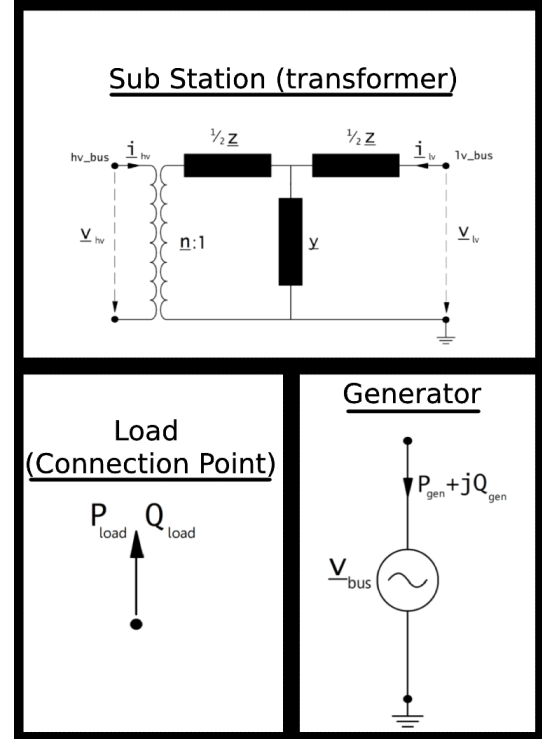 Sub Station (transformer)
½ z ½ z
hv_bus i hv i lv lv_bus
v hv n:1 y v lv
Load
(Connection Point)
P load Q load
Generator
P gen +jQ gen
V bus